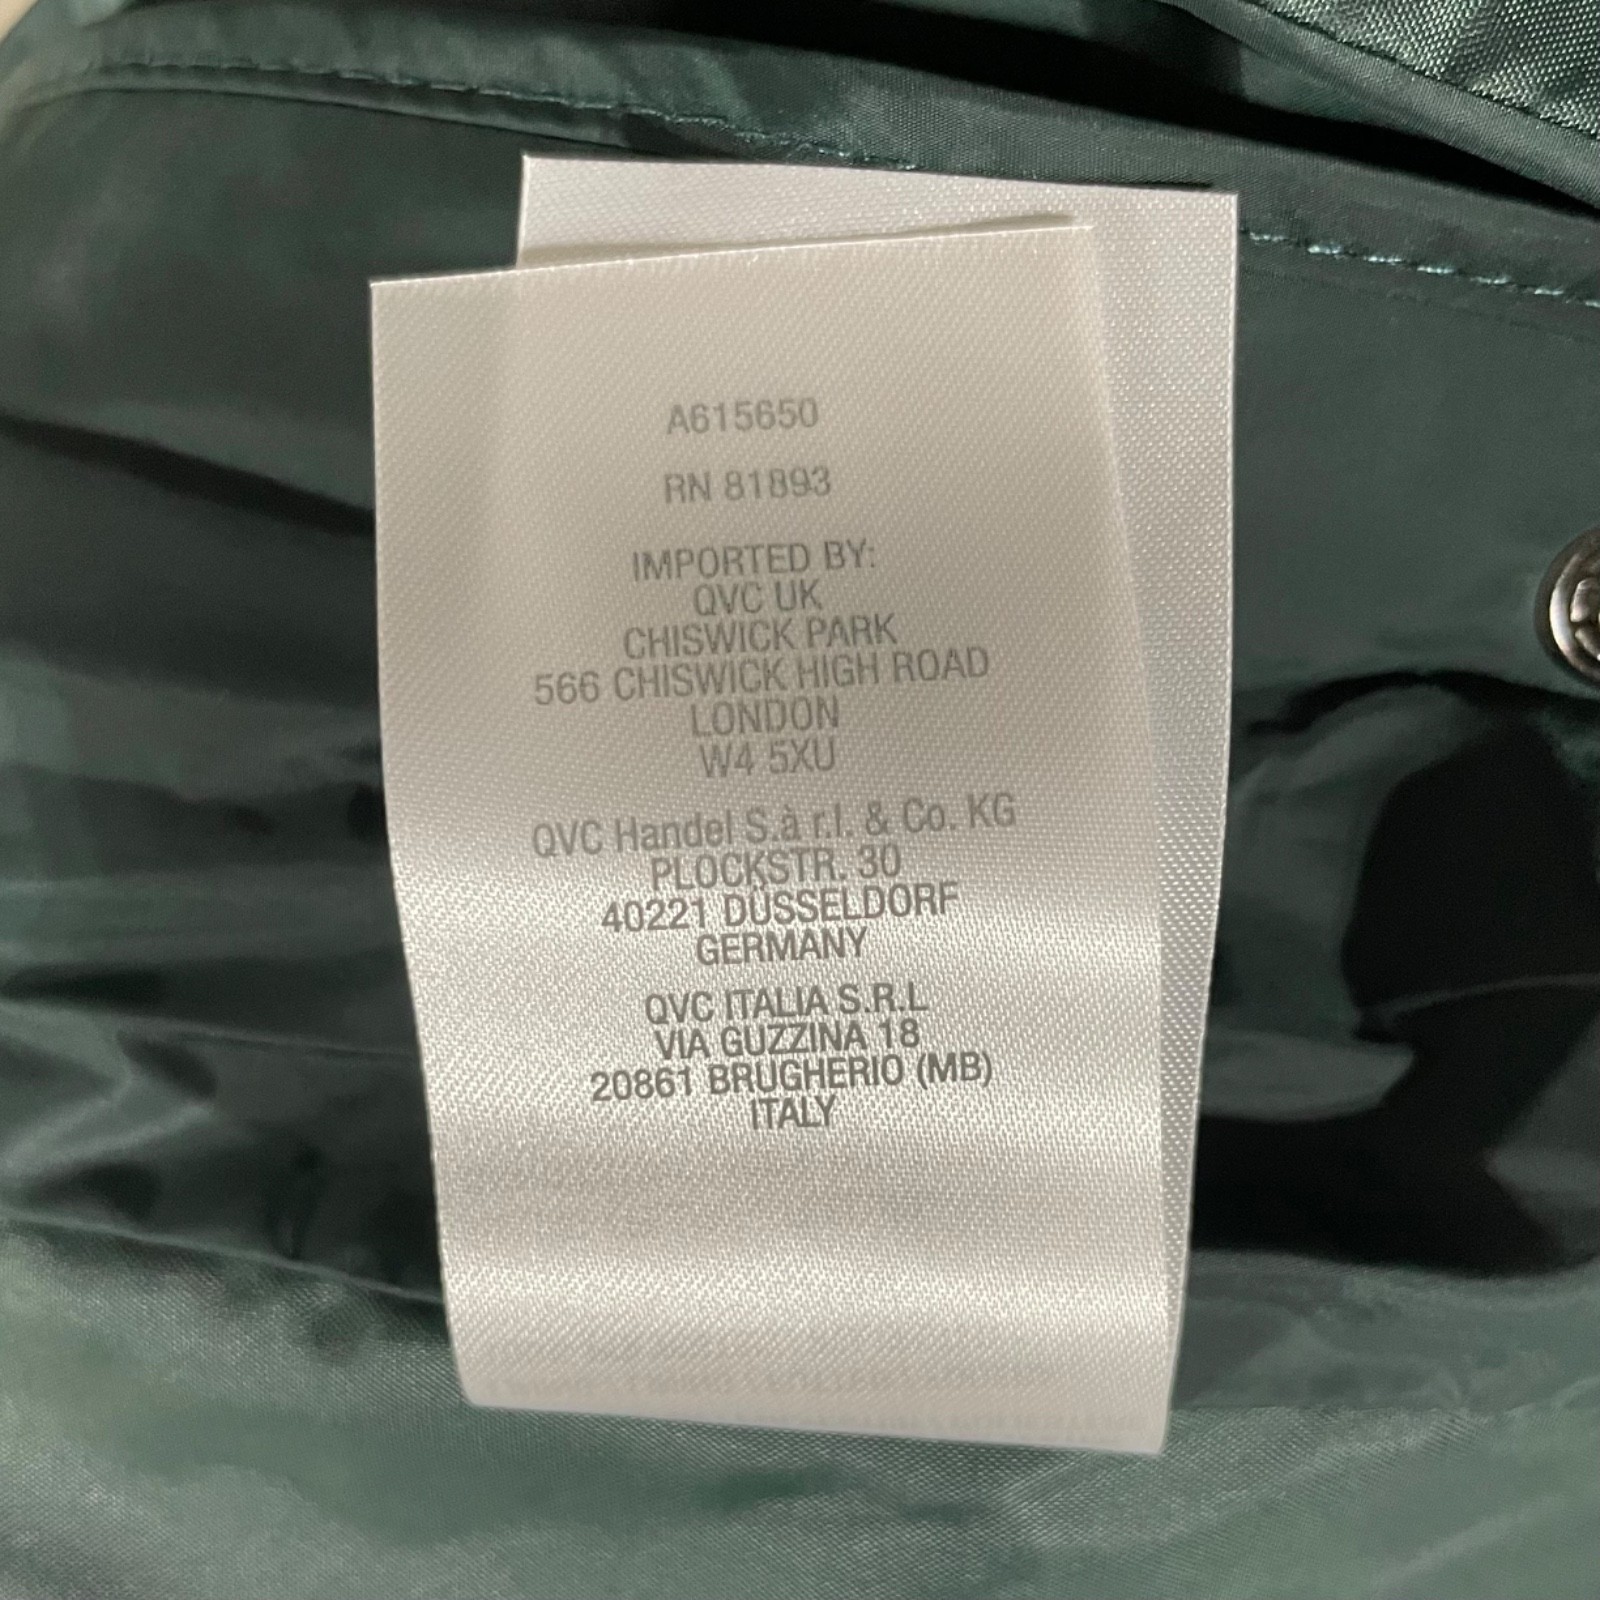 A615650
RN 81893
IMPORTED BY:
QVC UK
CHISWICK PARK
566 CHISWICK HIGH ROAD
LONDON
W4 5XU
QVC Handel S.à r.l. & Co. KG
PLOCKSTR. 30
40221 DÜSSELDORF
GERMANY
QVC ITALIA S.R.L
VIA GUZZINA 18
20861 BRUGHERIO (MB)
ITALY